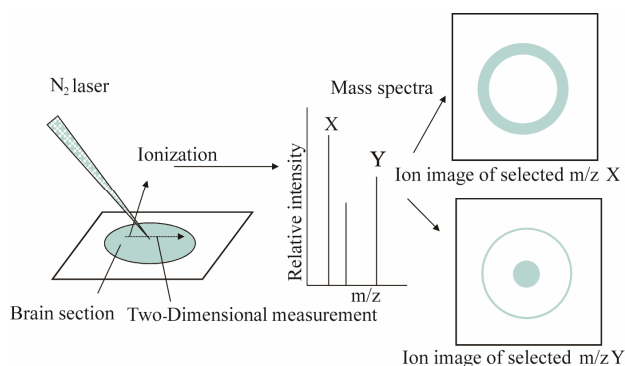 N₂ laser
Ionization
Brain section
Two-Dimensional measurement
Mass spectra
Relative intensity
X
Y
m/z
Ion image of selected m/z X
Ion image of selected m/z Y